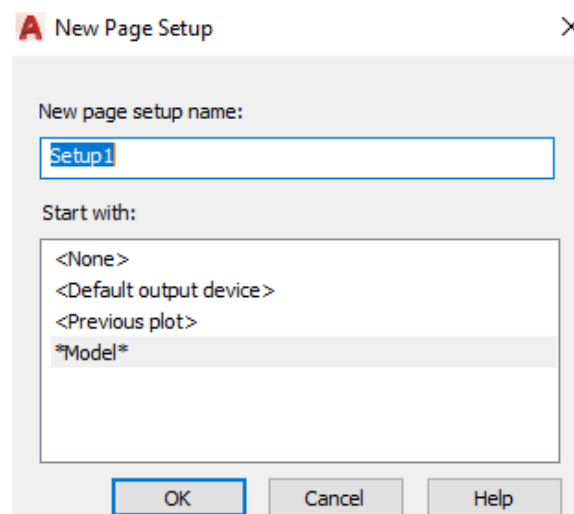 New Page Setup
New page setup name:
Setup1
Start with:
<None>
<Default output device>
<Previous plot>
*Model*
OK Cancel Help